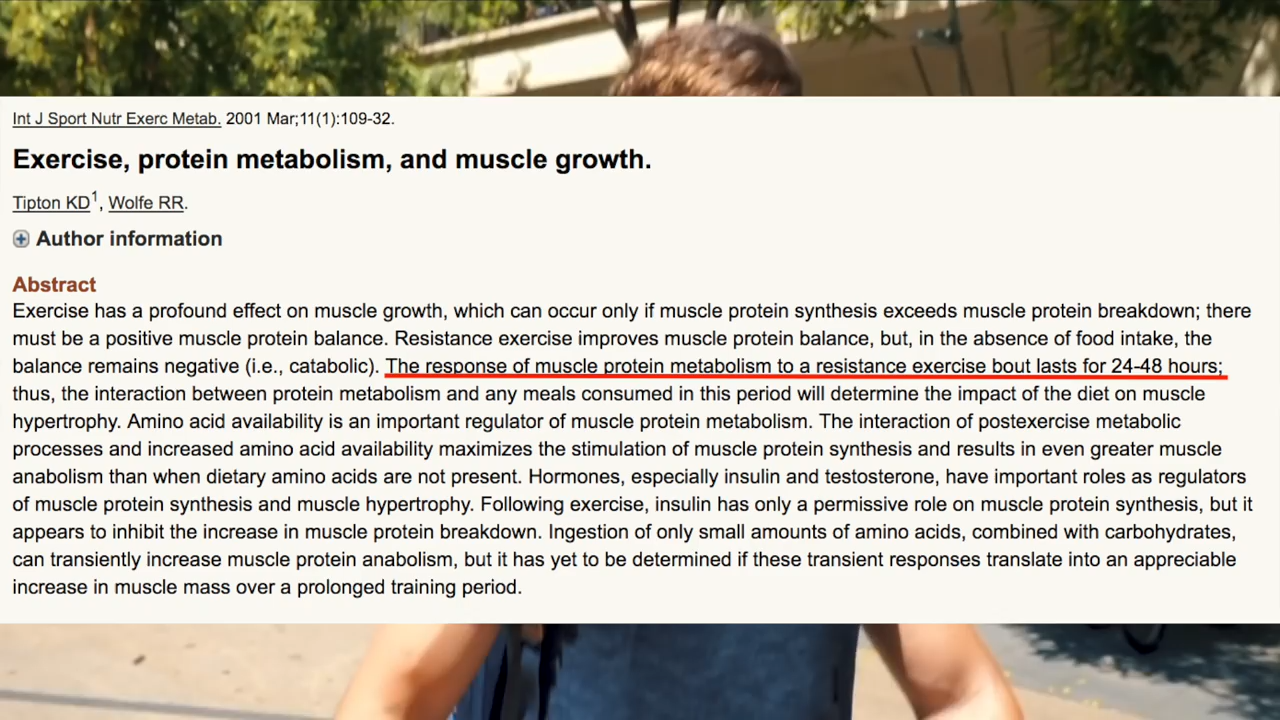 Int J Sport Nutr Exerc Metab. 2001 Mar;11(1):109-32.
Exercise, protein metabolism, and muscle growth.
Tipton KD1, Wolfe RR.
Author information
Abstract
Exercise has a profound effect on muscle growth, which can occur only if muscle protein synthesis exceeds muscle protein breakdown; there
must be a positive muscle protein balance. Resistance exercise improves muscle protein balance, but, in the absence of food intake, the
balance remains negative (i.e., catabolic). The response of muscle protein metabolism to a resistance exercise bout lasts for 24-48 hours;
thus, the interaction between protein metabolism and any meals consumed in this period will determine the impact of the diet on muscle
hypertrophy. Amino acid availability is an important regulator of muscle protein metabolism. The interaction of postexercise metabolic
processes and increased amino acid availability maximizes the stimulation of muscle protein synthesis and results in even greater muscle
anabolism than when dietary amino acids are not present. Hormones, especially insulin and testosterone, have important roles as regulators
of muscle protein synthesis and muscle hypertrophy. Following exercise, insulin has only a permissive role on muscle protein synthesis, but it
appears to inhibit the increase in muscle protein breakdown. Ingestion of only small amounts of amino acids, combined with carbohydrates,
can transiently increase muscle protein anabolism, but it has yet to be determined if these transient responses translate into an appreciable
increase in muscle mass over a prolonged training period.